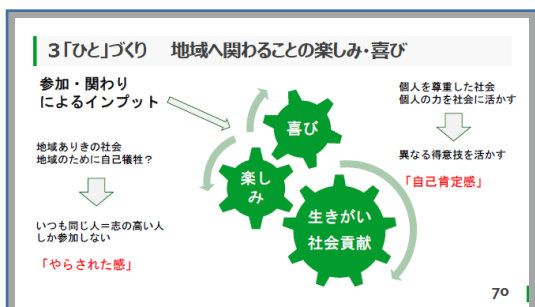 3「ひと」づくり　地域へ関わることの楽しみ・喜び
参加・関わり
によるインプット
地域ありきの社会
地域のために自己犠牲？
いつも同じ人＝志の高い人
しか参加しない
「やらされた感」
喜び
楽し
み
生きがい
社会貢献
個人を尊重した社会
個人の力を社会に活かす
異なる得意技を活かす
「自己肯定感」
70